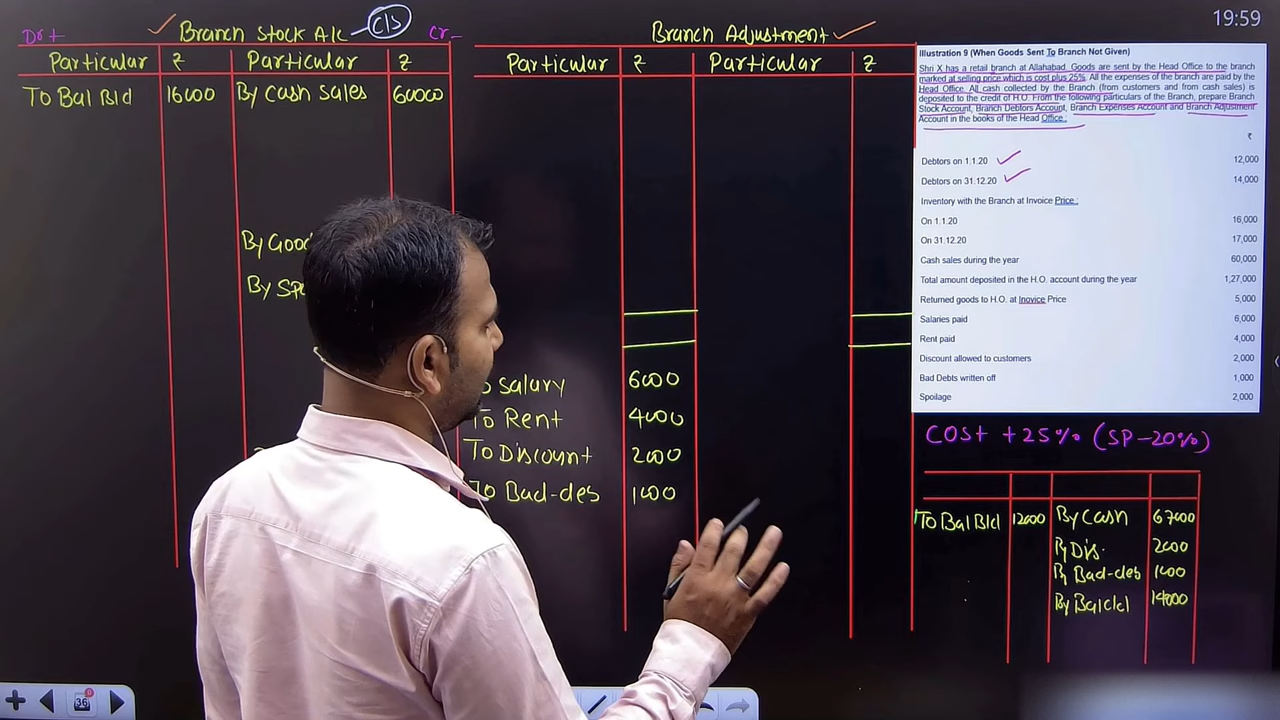 19:59
Dr+
Branch Stock A/c
C/S
Cr-
Particular ₹ Particular ₹
To Bal B/d 16000 By Cash Sales 60000
By Good
By Spo
Branch Adjustment
Particular ₹ Particular ₹
To Salary 6000
To Rent 4000
To Discount 2000
To Bad-des 1000
Illustration 9 (When Goods Sent To Branch Not Given)
Shri X has a retail branch at Allahabad. Goods are sent by the Head Office to the branch
marked at selling price which is cost plus 25%. All the expenses of the branch are paid by the
Head Office. All cash collected by the Branch (from customers and from cash sales) is
deposited to the credit of H.O. From the following particulars of the Branch, prepare Branch
Stock Account, Branch Debtors Account, Branch Expenses Account and Branch Adjustment
Account in the books of the Head Office :
₹
Debtors on 1.1.20 12,000
Debtors on 31.12.20 14,000
Inventory with the Branch at Invoice Price :
On 1.1.20 16,000
On 31.12.20 17,000
Cash sales during the year 60,000
Total amount deposited in the H.O. account during the year 1,27,000
Returned goods to H.O. at Inovice Price 5,000
Salaries paid 6,000
Rent paid 4,000
Discount allowed to customers 2,000
Bad Debts written off 1,000
Spoilage 2,000
COST +25% (SP-20%)
To Bal B/d 12000 By Cash 67000
By Dis. 2000
By Bad-des 1000
By Bal C/d 14000
36